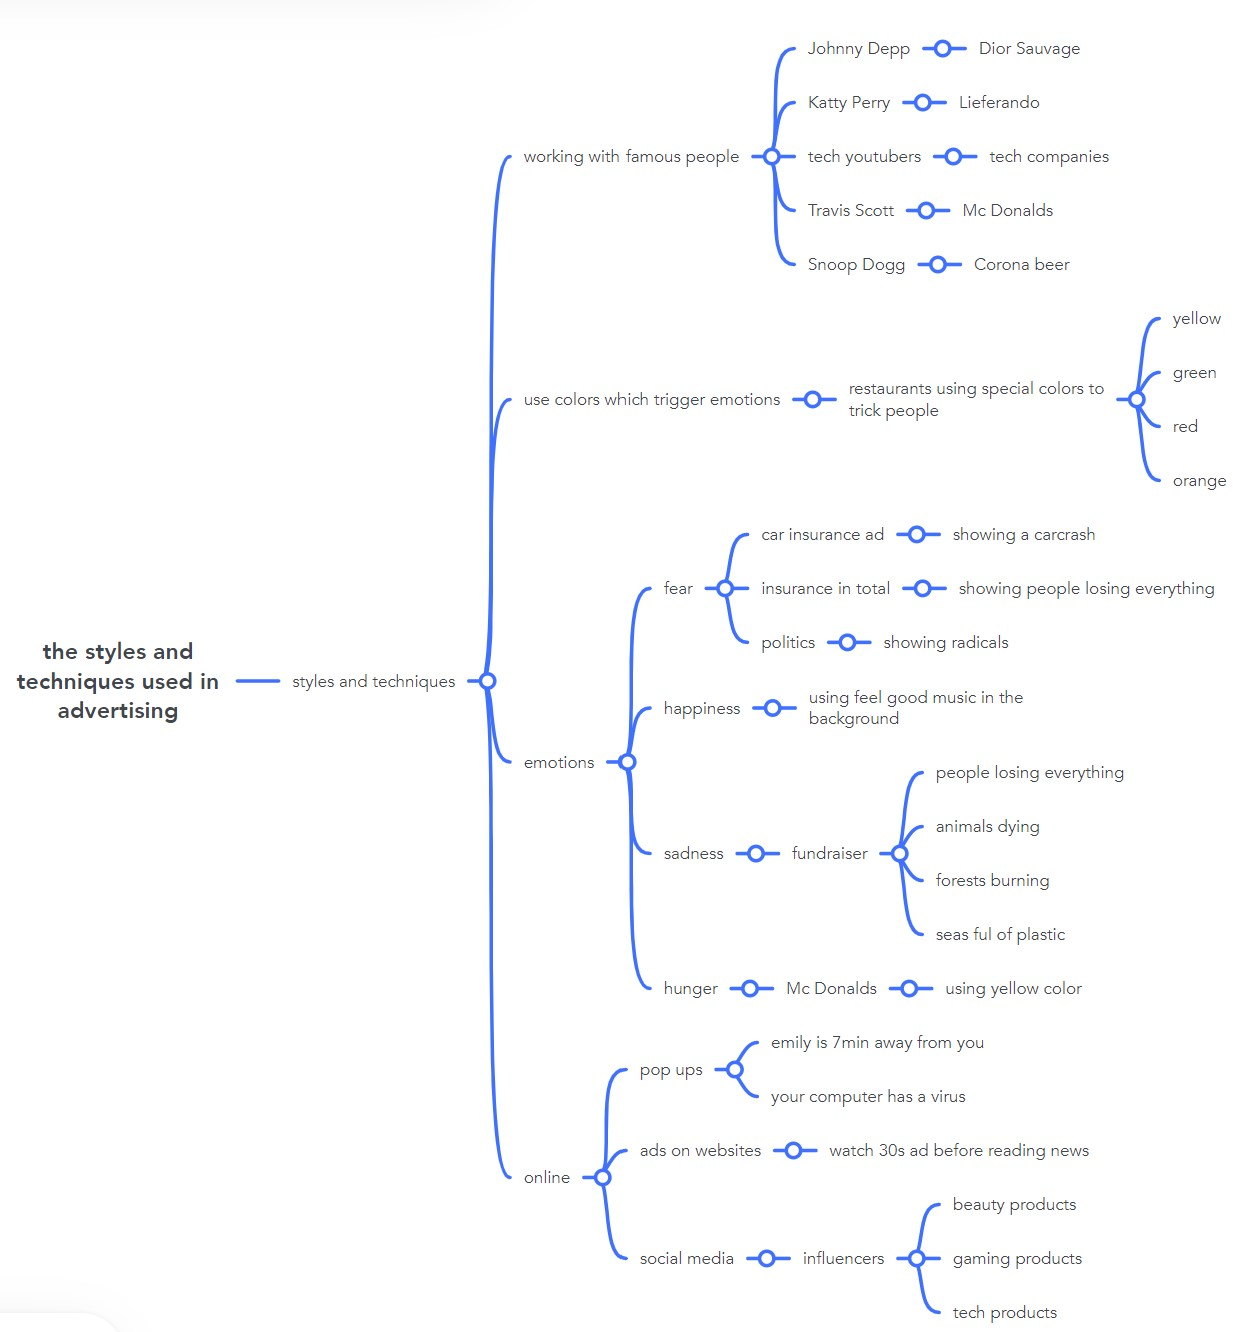 Johnny Depp
Dior Sauvage
Katty Perry
Lieferando
working with famous people
tech youtubers
tech companies
Travis Scott
Mc Donalds
Snoop Dogg
Corona beer
yellow
green
use colors which trigger emotions
restaurants using special colors to
trick people
red
orange
car insurance ad
showing a carcrash
fear
insurance in total
showing people losing everything
politics
showing radicals
the styles and
techniques used in
advertising
styles and techniques
happiness
using feel good music in the
background
emotions
people losing everything
animals dying
sadness
fundraiser
forests burning
seas ful of plastic
hunger
Mc Donalds
using yellow color
emily is 7min away from you
pop ups
your computer has a virus
ads on websites
watch 30s ad before reading news
online
beauty products
social media
influencers
gaming products
tech products